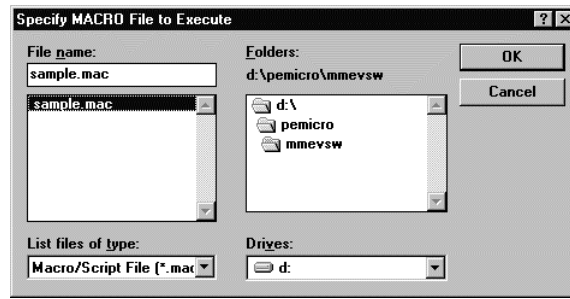 Specify MACRO File to Execute
File name:
sample.mac
sample.mac
List files of type:
Macro/Script File (*.mac
Folders:
d:\pemicro\mmevsw
d:\
pemicro
mmevsw
Drives:
d:
OK
Cancel